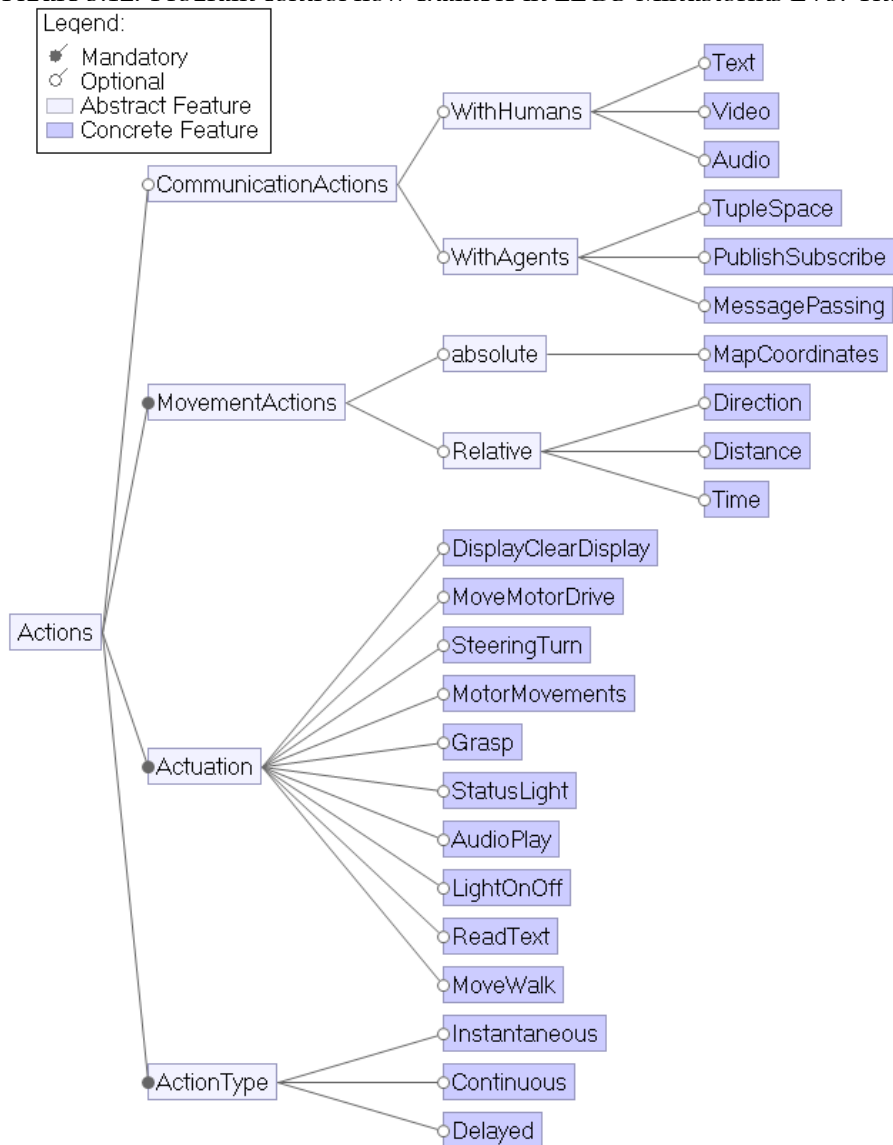 Legend:
Mandatory
Optional
Abstract Feature
Concrete Feature
Text
WithHumans
Video
Audio
CommunicationActions
TupleSpace
WithAgents
PublishSubscribe
MessagePassing
absolute
MapCoordinates
MovementActions
Direction
Relative
Distance
Time
DisplayClearDisplay
MoveMotorDrive
Actions
SteeringTurn
MotorMovements
Grasp
Actuation
StatusLight
AudioPlay
LightOnOff
ReadText
MoveWalk
Instantaneous
ActionType
Continuous
Delayed